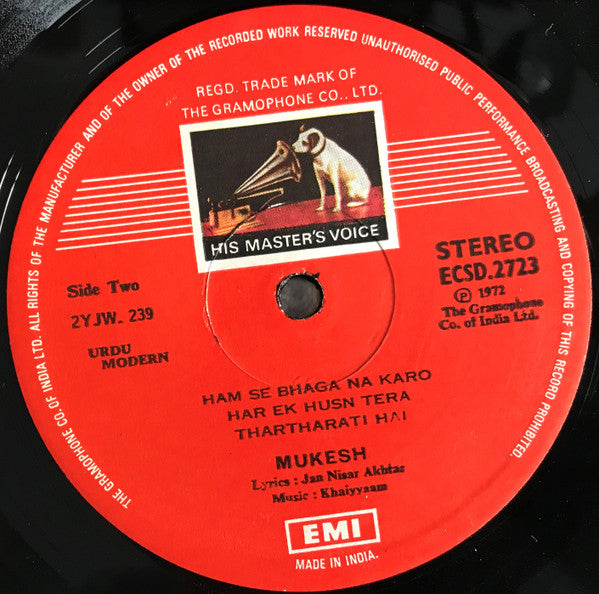 ALL RIGHTS OF THE MANUFACTURER AND OF THE OWNER OF THE RECORDED WORK RESERVED UNAUTHORISED PUBLIC PERFORMANCE BROADCASTING AND COPYING OF THIS RECORD PROHIBITED.
THE GRAMOPHONE CO. OF INDIA LTD.
REGD. TRADE MARK OF
THE GRAMOPHONE CO., LTD.
HIS MASTER'S VOICE
STEREO
ECSD.2723
Ⓟ 1972
The Gramophone
Co. of India Ltd.
Side Two
2YJW. 239
URDU
MODERN
HAM SE BHAGA NA KARO
HAR EK HUSN TERA
THARTHARATI HAI
MUKESH
Lyrics : Jan Nisar Akhtar
Music : Khaiyyaam
EMI
MADE IN INDIA.